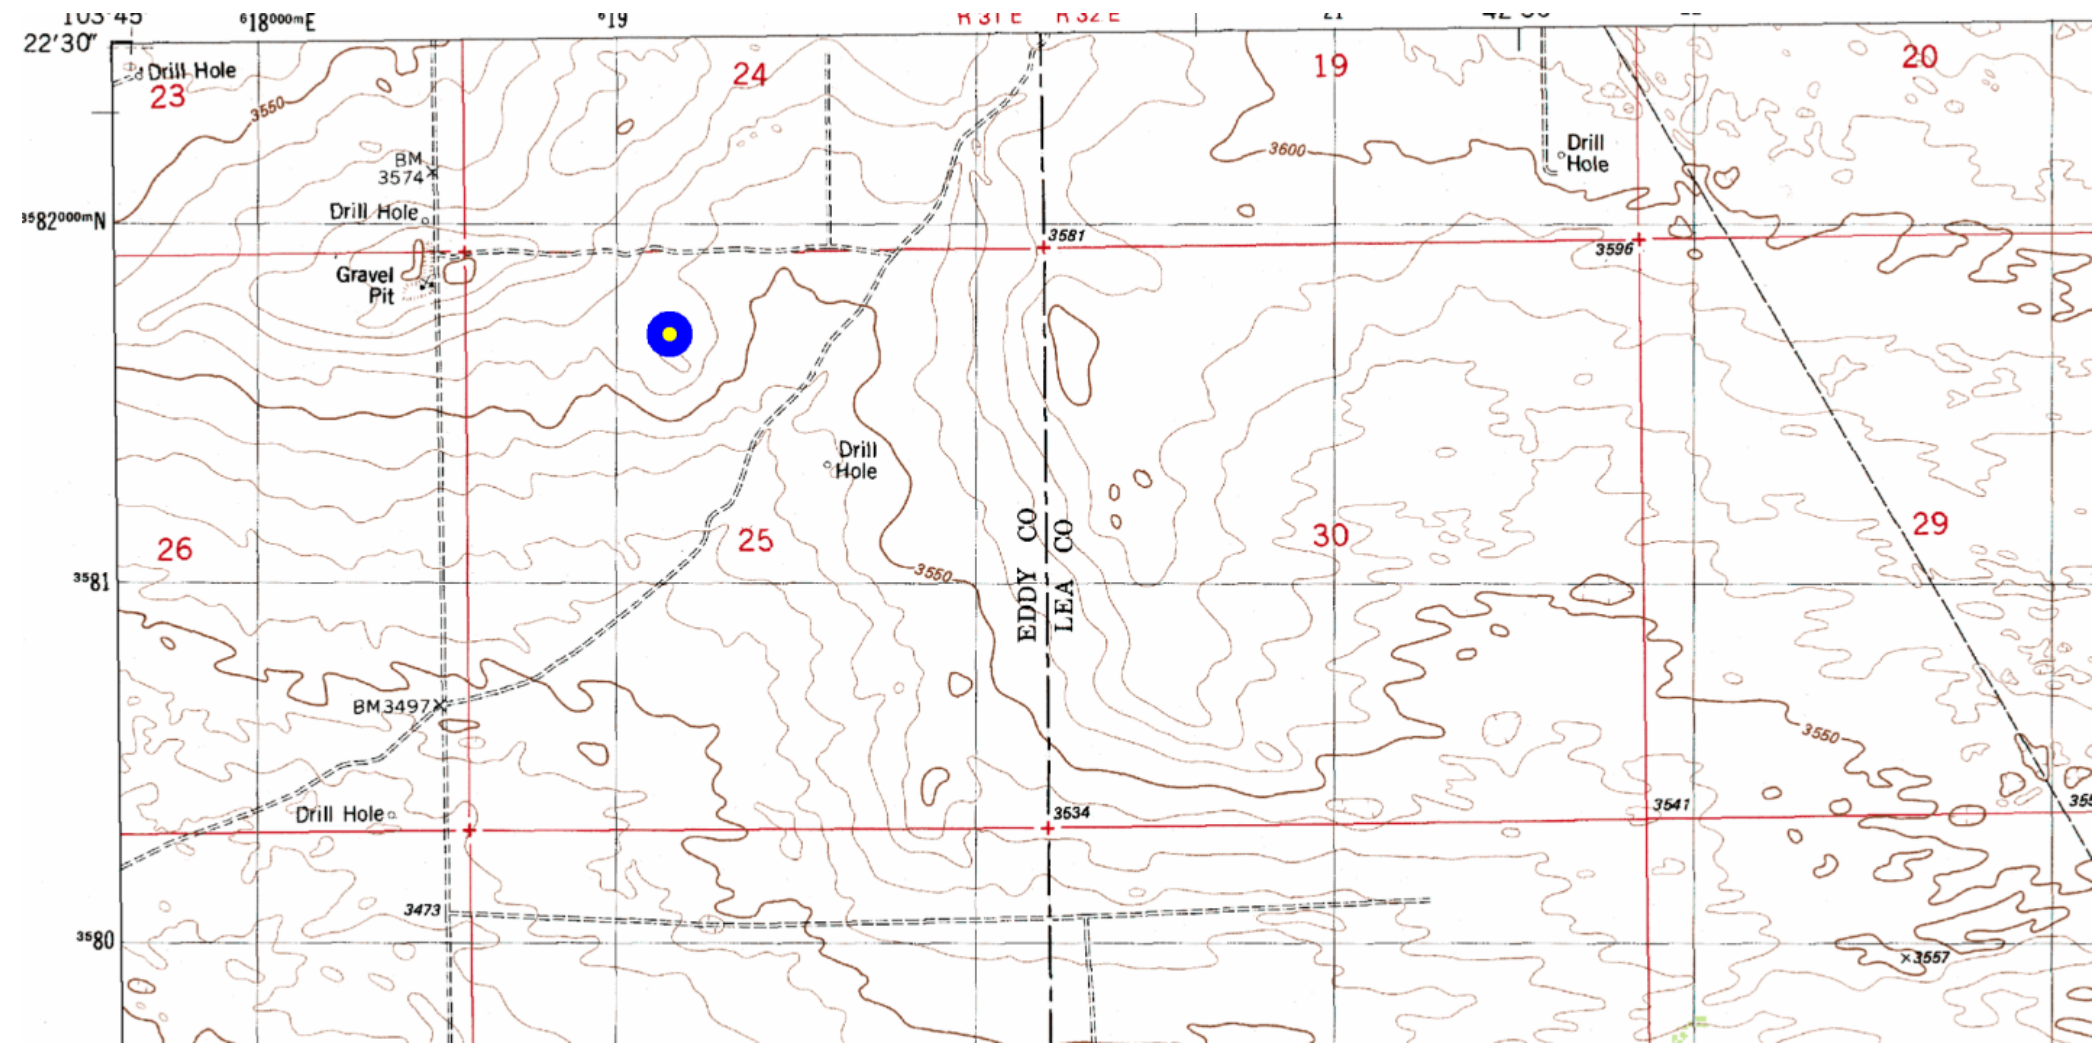 103°45'
⁶18⁰⁰⁰ᵐE
⁶19
R 31 E
R 32 E
22'30"
Drill Hole
23
24
19
20
3550
BM
3574
3600
Drill
Hole
Drill Hole
³⁵82⁰⁰⁰ᵐN
3581
3596
Gravel
Pit
Drill
Hole
EDDY CO
LEA CO
26
25
30
29
3550
³⁵81
BM3497
3550
Drill Hole
3534
3541
3473
³⁵80
×3557